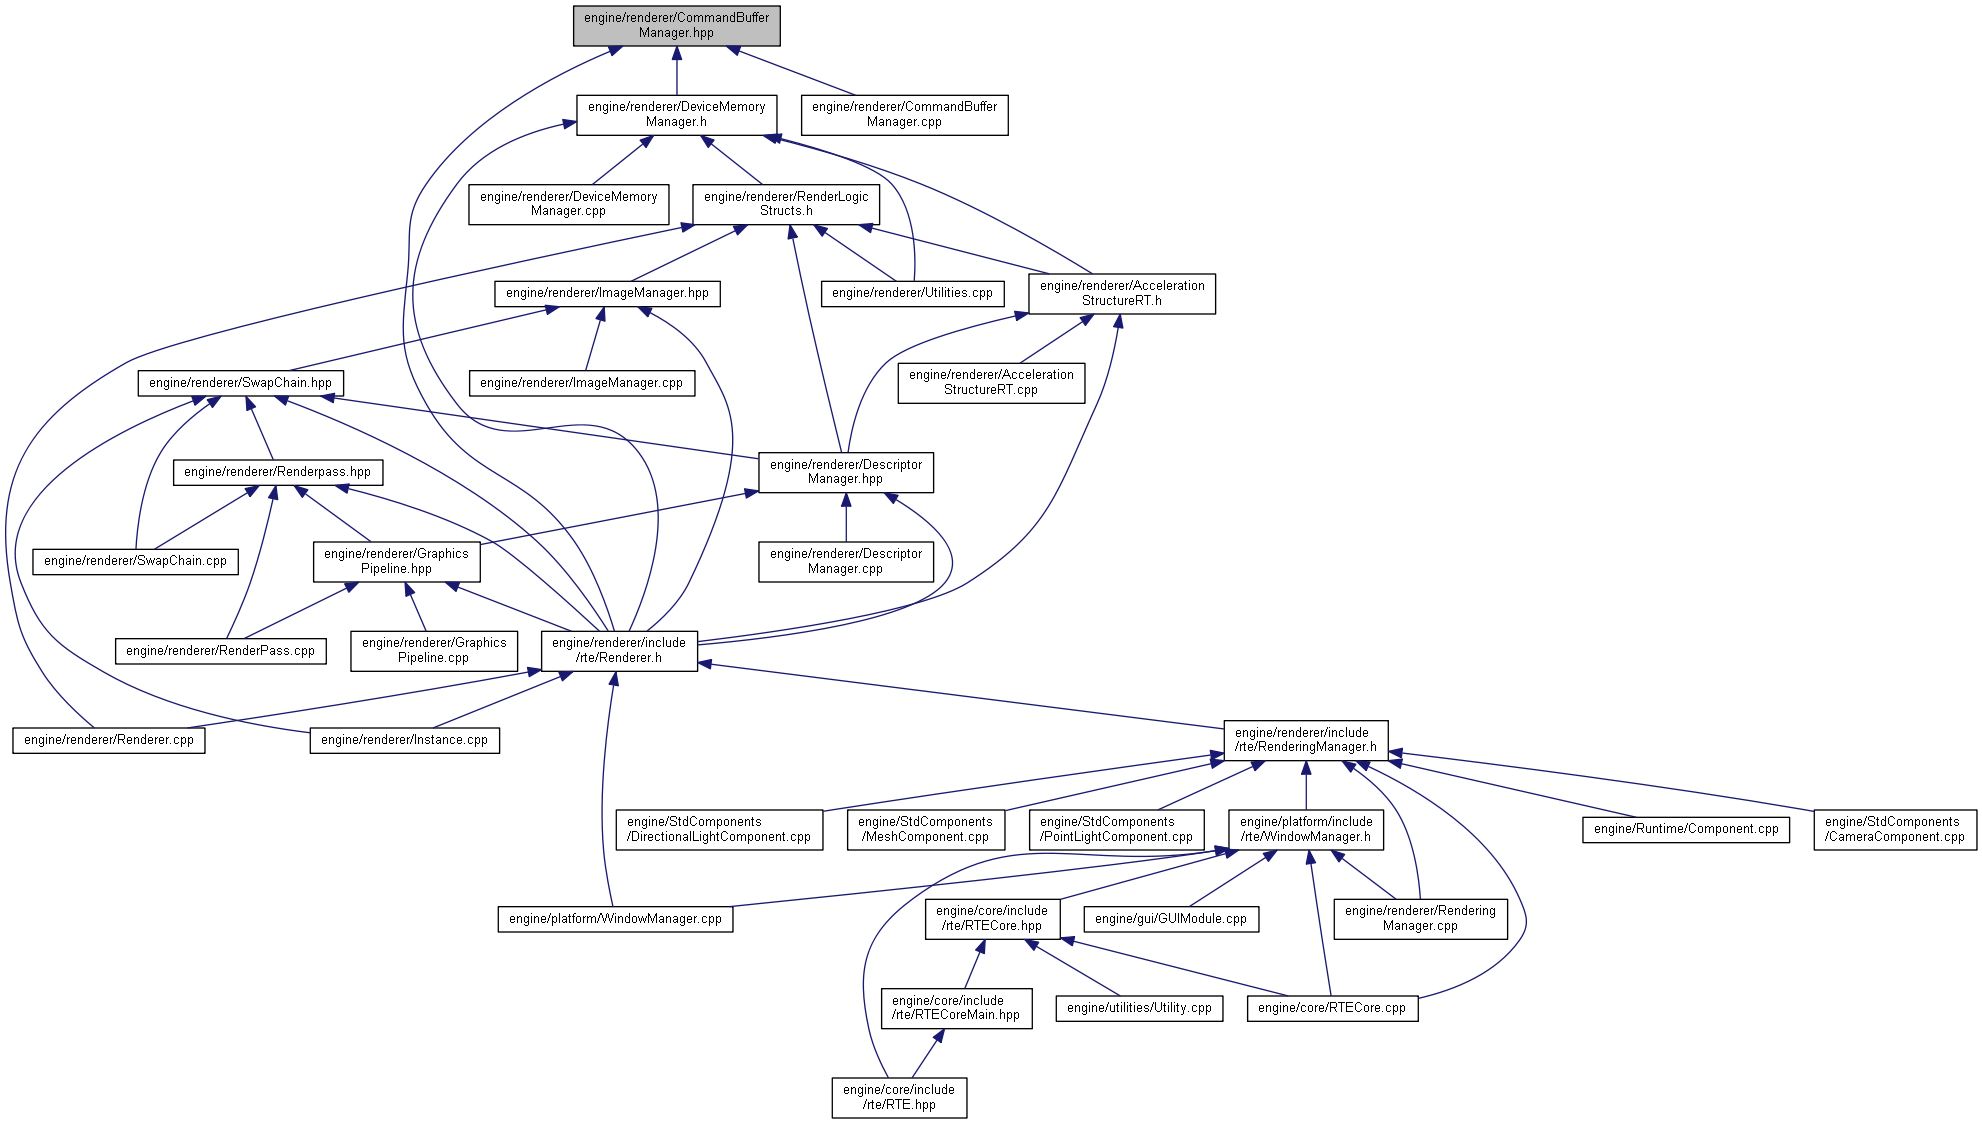 engine/renderer/CommandBuffer
Manager.hpp
engine/renderer/DeviceMemory
Manager.h
engine/renderer/CommandBuffer
Manager.cpp
engine/renderer/DeviceMemory
Manager.cpp
engine/renderer/RenderLogic
Structs.h
engine/renderer/ImageManager.hpp
engine/renderer/Utilities.cpp
engine/renderer/Acceleration
StructureRT.h
engine/renderer/SwapChain.hpp
engine/renderer/ImageManager.cpp
engine/renderer/Acceleration
StructureRT.cpp
engine/renderer/Renderpass.hpp
engine/renderer/Descriptor
Manager.hpp
engine/renderer/SwapChain.cpp
engine/renderer/Graphics
Pipeline.hpp
engine/renderer/Descriptor
Manager.cpp
engine/renderer/RenderPass.cpp
engine/renderer/Graphics
Pipeline.cpp
engine/renderer/include
/rte/Renderer.h
engine/renderer/Renderer.cpp
engine/renderer/Instance.cpp
engine/renderer/include
/rte/RenderingManager.h
engine/StdComponents
/DirectionalLightComponent.cpp
engine/StdComponents
/MeshComponent.cpp
engine/StdComponents
/PointLightComponent.cpp
engine/platform/include
/rte/WindowManager.h
engine/Runtime/Component.cpp
engine/StdComponents
/CameraComponent.cpp
engine/platform/WindowManager.cpp
engine/core/include
/rte/RTECore.hpp
engine/gui/GUIModule.cpp
engine/renderer/Rendering
Manager.cpp
engine/core/include
/rte/RTECoreMain.hpp
engine/utilities/Utility.cpp
engine/core/RTECore.cpp
engine/core/include
/rte/RTE.hpp